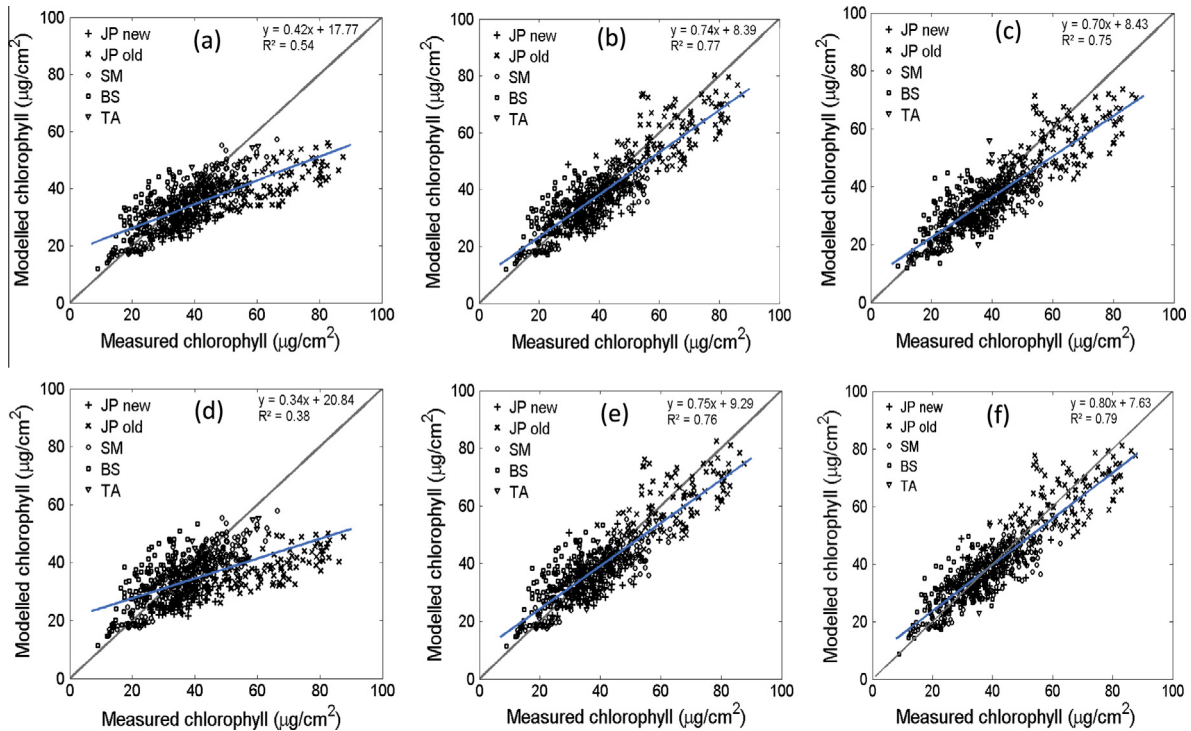 (a)
y = 0.42x + 17.77
R² = 0.54
JP new
JP old
SM
BS
TA
100
80
60
40
20
0
Modelled chlorophyll (μg/cm²)
0 20 40 60 80 100
Measured chlorophyll (μg/cm²)
(b)
y = 0.74x + 8.39
R² = 0.77
JP new
JP old
SM
BS
TA
100
80
60
40
20
0
Modelled chlorophyll (μg/cm²)
0 20 40 60 80 100
Measured chlorophyll (μg/cm²)
(c)
y = 0.70x + 8.43
R² = 0.75
JP new
JP old
SM
BS
TA
100
80
60
40
20
0
Modelled chlorophyll (μg/cm²)
0 20 40 60 80 100
Measured chlorophyll (μg/cm²)
(d)
y = 0.34x + 20.84
R² = 0.38
JP new
JP old
SM
BS
TA
100
80
60
40
20
0
Modelled chlorophyll (μg/cm²)
0 20 40 60 80 100
Measured chlorophyll (μg/cm²)
(e)
y = 0.75x + 9.29
R² = 0.76
JP new
JP old
SM
BS
TA
100
80
60
40
20
0
Modelled chlorophyll (μg/cm²)
0 20 40 60 80 100
Measured chlorophyll (μg/cm²)
(f)
y = 0.80x + 7.63
R² = 0.79
JP new
JP old
SM
BS
TA
100
80
60
40
20
0
Modelled chlorophyll (μg/cm²)
0 20 40 60 80 100
Measured chlorophyll (μg/cm²)